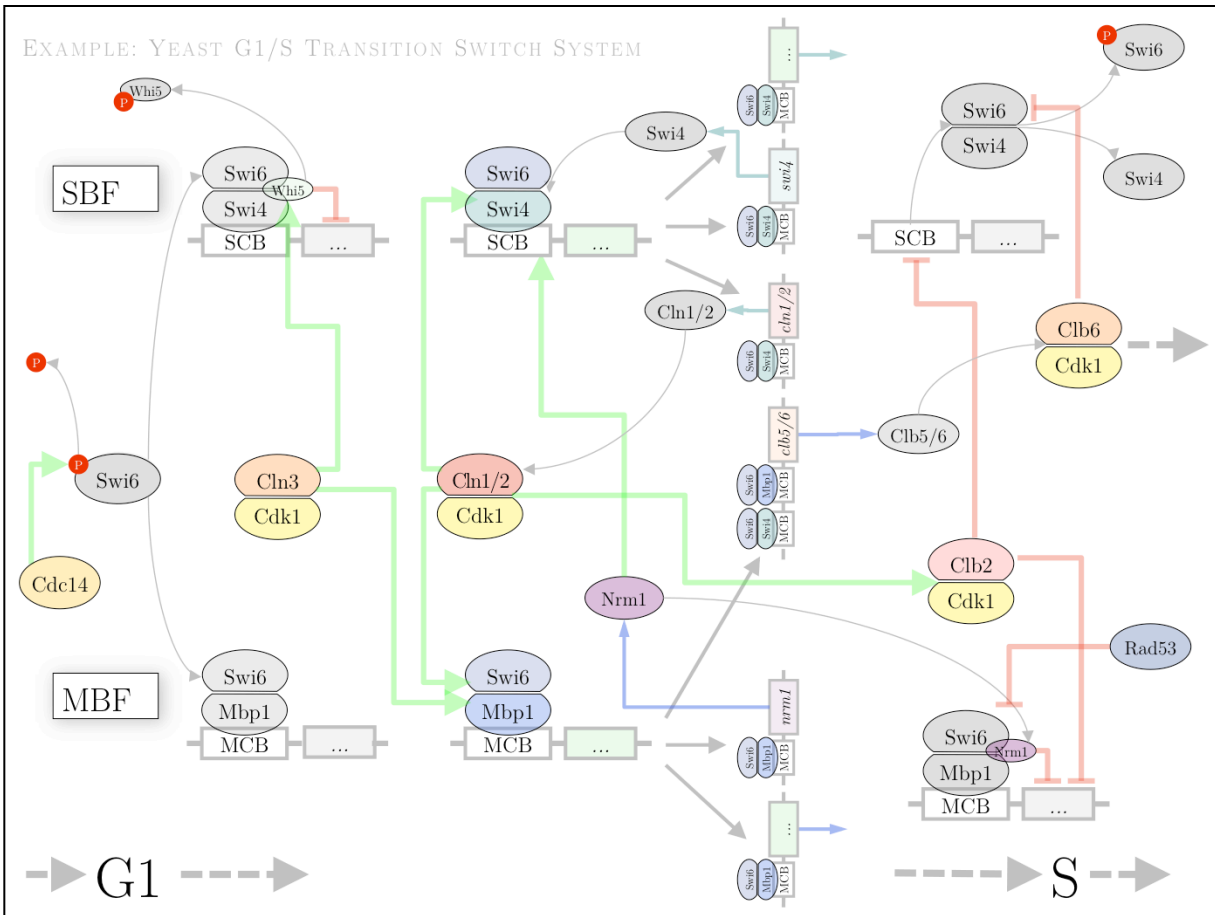 Example: Yeast G1/S Transition Switch System
P
Whi5
SBF
Swi6
Whi5
Swi4
SCB
...
Swi6
Swi4
SCB
...
Swi4
...
Swi6
Swi4
MCB
swi4
Swi6
Swi4
MCB
P
Swi6
Swi6
Swi4
Swi4
SCB
...
Cln1/2
cln1/2
Swi6
Swi4
MCB
Clb6
Cdk1
P
P
Swi6
Cdc14
Cln3
Cdk1
Cln1/2
Cdk1
clb5/6
Swi6
Mbp1
MCB
Swi6
Swi4
MCB
Clb5/6
Clb2
Cdk1
Nrm1
Rad53
MBF
Swi6
Mbp1
MCB
...
Swi6
Mbp1
MCB
...
nrm1
Swi6
Mbp1
MCB
...
Swi6
Mbp1
MCB
Swi6
Nrm1
Mbp1
MCB
...
G1
S